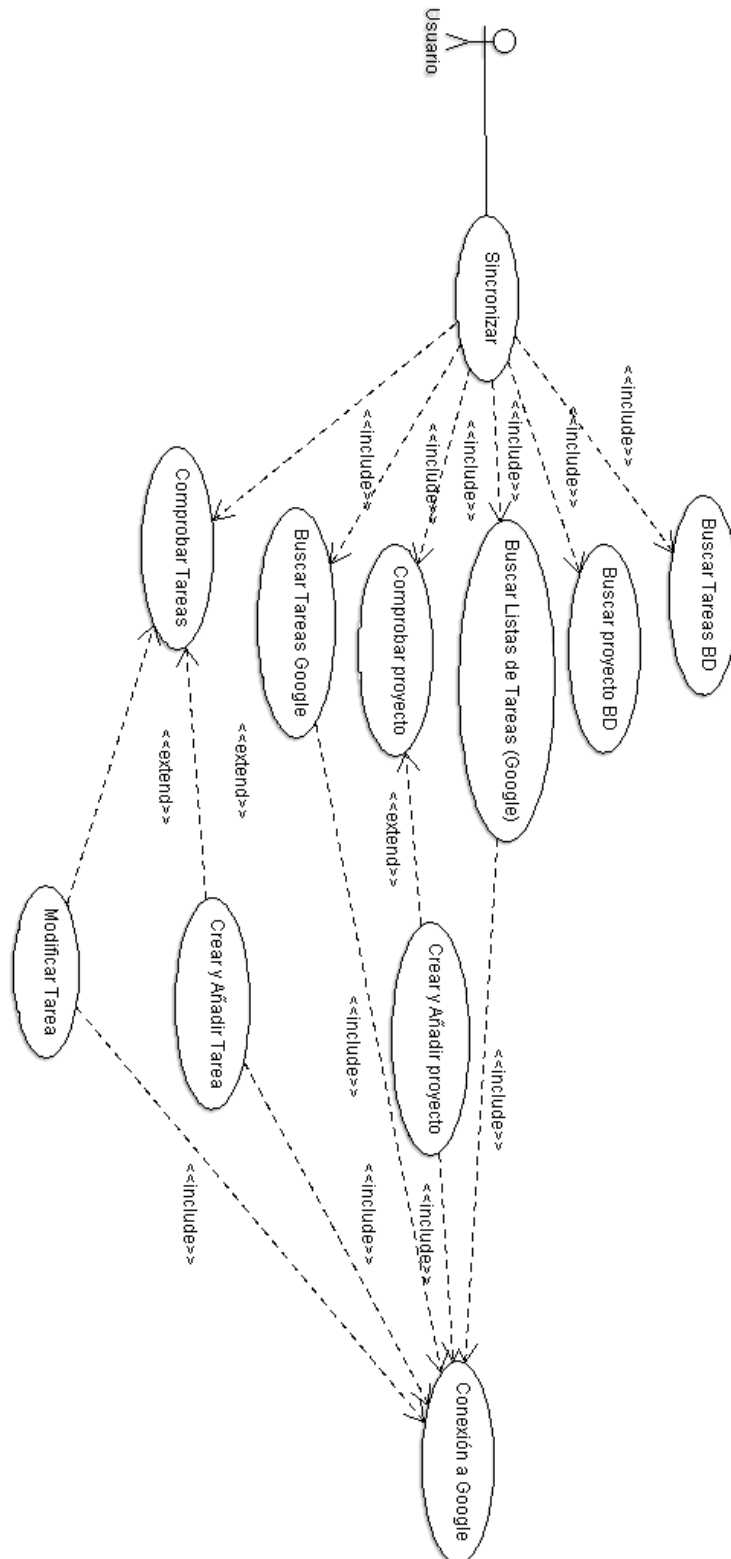 Usuario
Sincronizar
<<include>>
<<include>>
<<include>>
<<include>>
<<include>>
<<include>>
Buscar Tareas BD
Buscar proyecto BD
Buscar Listas de Tareas (Google)
Comprobar proyecto
Buscar Tareas Google
Comprobar Tareas
<<extend>>
<<extend>>
<<extend>>
Crear y Añadir proyecto
Crear y Añadir Tarea
Modificar Tarea
<<include>>
<<include>>
<<include>>
<<include>>
<<include>>
Conexión a Google